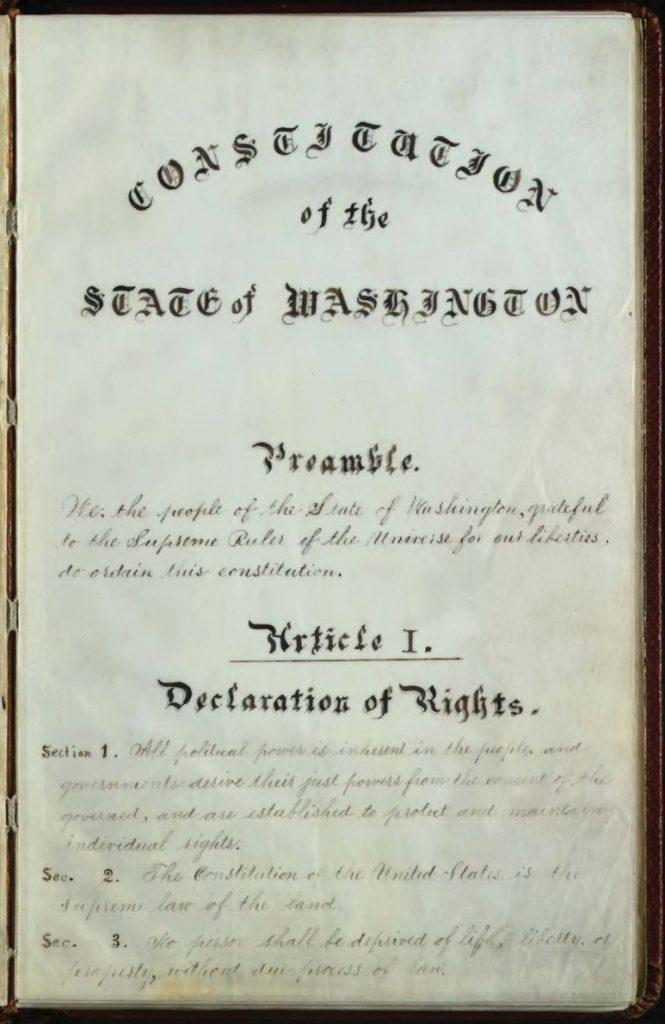 CONSTITUTION
of the
STATE of WASHINGTON
Preamble.
We, the people of the State of Washington, grateful
to the Supreme Ruler of the Universe for our liberties,
do ordain this constitution.
Article I.
Declaration of Rights.
Section 1. All political power is inherent in the people, and
governments derive their just powers from the consent of the
governed, and are established to protect and maintain
individual rights.
Sec. 2. The Constitution of the United States is the
supreme law of the land.
Sec. 3. No person shall be deprived of life, liberty, or
property, without due process of law.